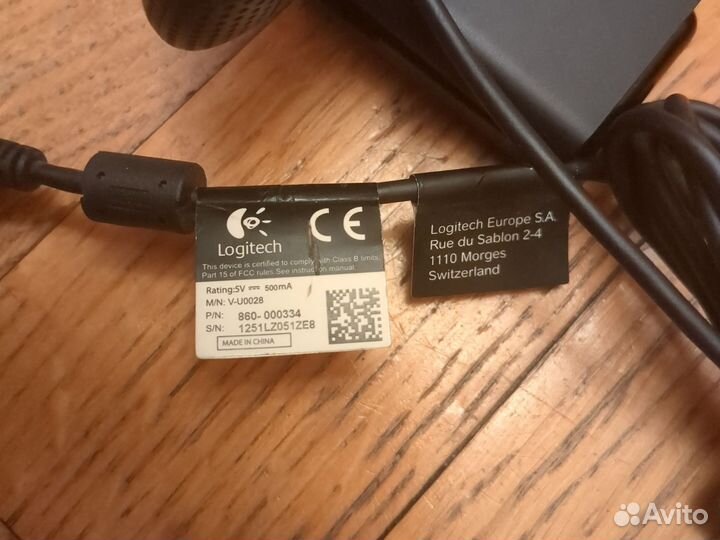 Logitech
CE
This device is certified to comply with Class B limits,
Part 15 of FCC rules. See instruction manual.
Rating:5V 500mA
M/N: V-U0028
P/N: 860-000334
S/N: 1251LZ051ZE8
MADE IN CHINA
Logitech Europe S.A.
Rue du Sablon 2-4
1110 Morges
Switzerland
Avito